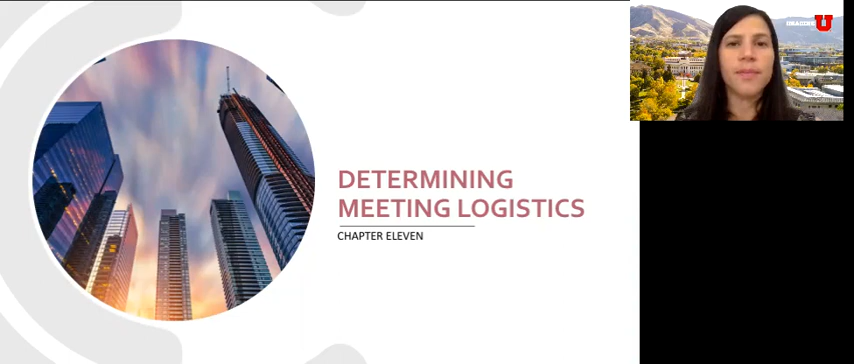 DETERMINING
MEETING LOGISTICS
CHAPTER ELEVEN
U